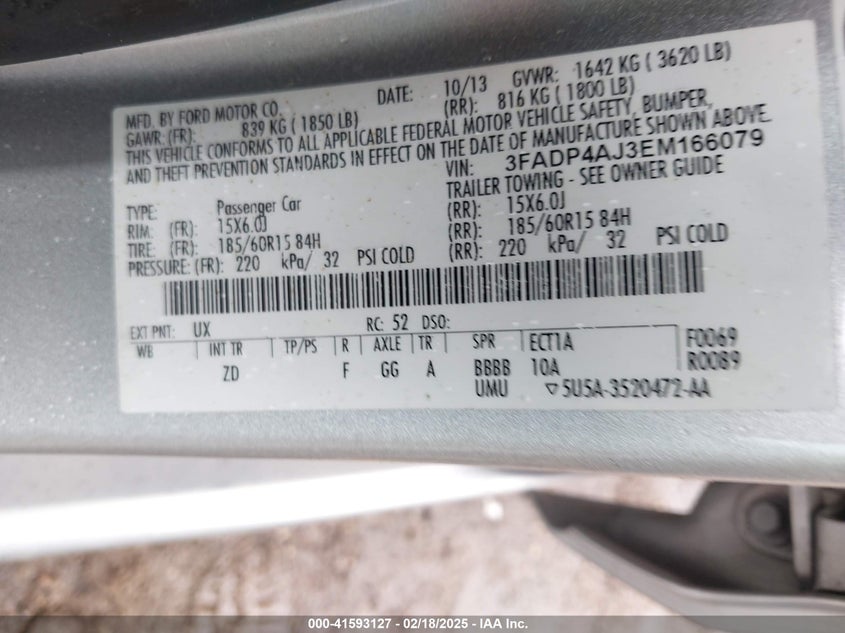 MFD. BY FORD MOTOR CO.
DATE: 10/13 GVWR: 1642 KG ( 3620 LB)
GAWR: (FR): 839 KG ( 1850 LB) (RR): 816 KG ( 1800 LB)
THIS VEHICLE CONFORMS TO ALL APPLICABLE FEDERAL MOTOR VEHICLE SAFETY, BUMPER,
AND THEFT PREVENTION STANDARDS IN EFFECT ON THE DATE OF MANUFACTURE SHOWN ABOVE.
VIN: 3FADP4AJ3EM166079
TYPE: Passenger Car TRAILER TOWING - SEE OWNER GUIDE
RIM: (FR): 15X6.0J (RR): 15X6.0J
TIRE: (FR): 185/60R15 84H (RR): 185/60R15 84H
PRESSURE: (FR): 220 kPa/ 32 PSI COLD (RR): 220 kPa/ 32 PSI COLD
EXT PNT: UX RC: 52 DSO:
WB INT TR TP/PS R AXLE TR SPR ECT1A F0069
ZD F GG A BBBB 10A R0089
UMU ▽5U5A-3520472-AA
000-41593127 - 02/18/2025 - IAA Inc.